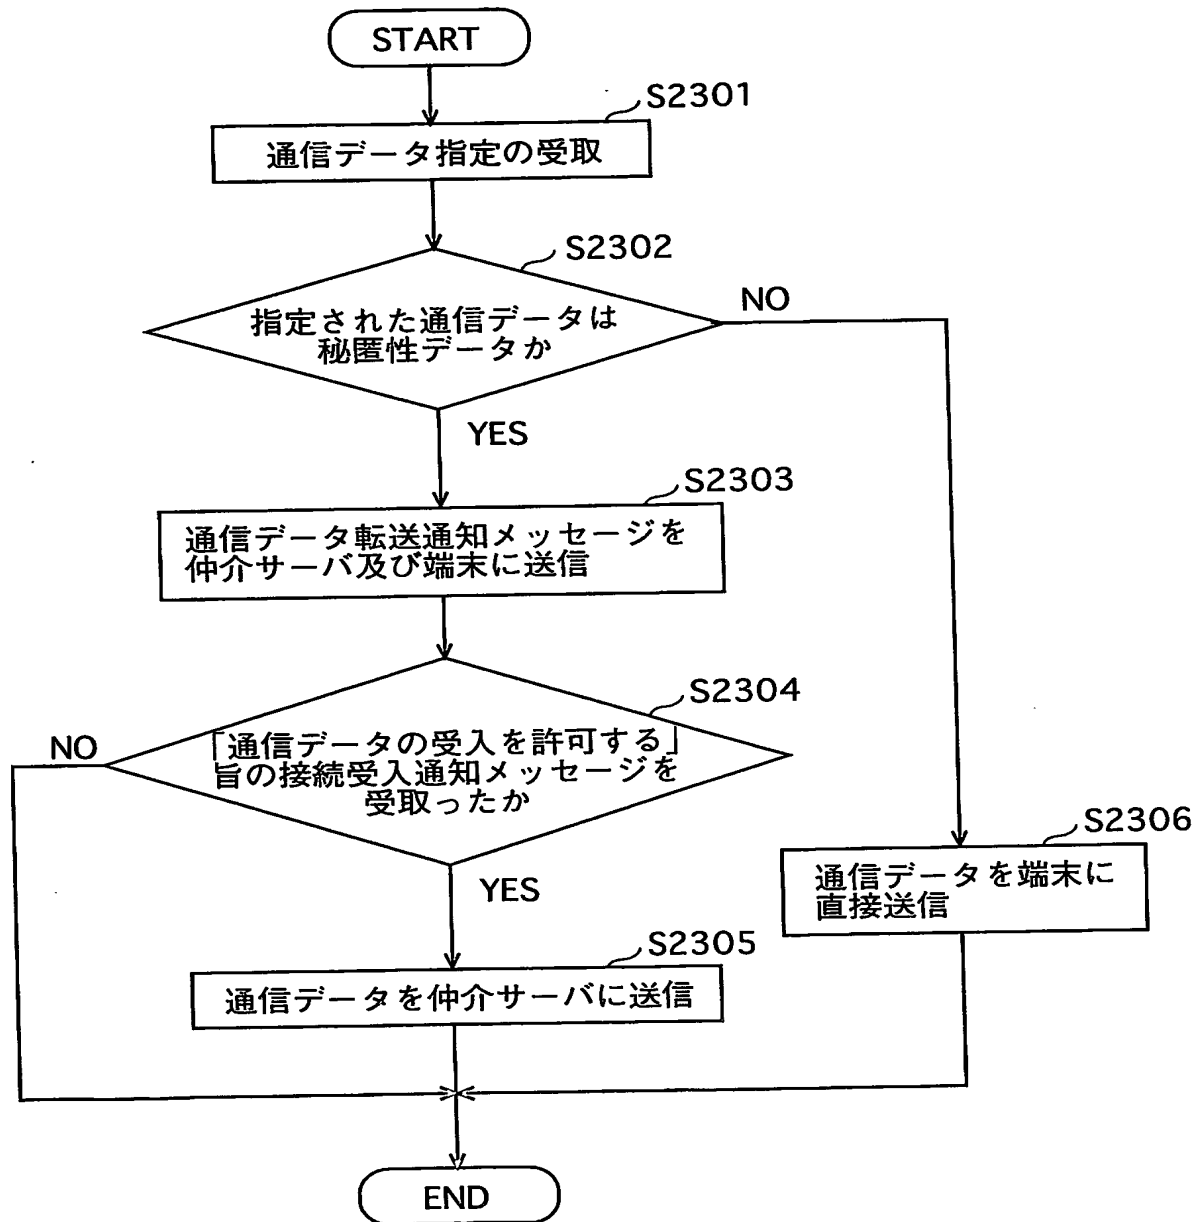 START
S2301
通信データ指定の受取
S2302
指定された通信データは
秘匿性データか
NO
YES
S2303
通信データ転送通知メッセージを
仲介サーバ及び端末に送信
S2304
NO
「通信データの受入を許可する」
旨の接続受入通知メッセージを
受取ったか
YES
S2306
通信データを端末に
直接送信
S2305
通信データを仲介サーバに送信
END